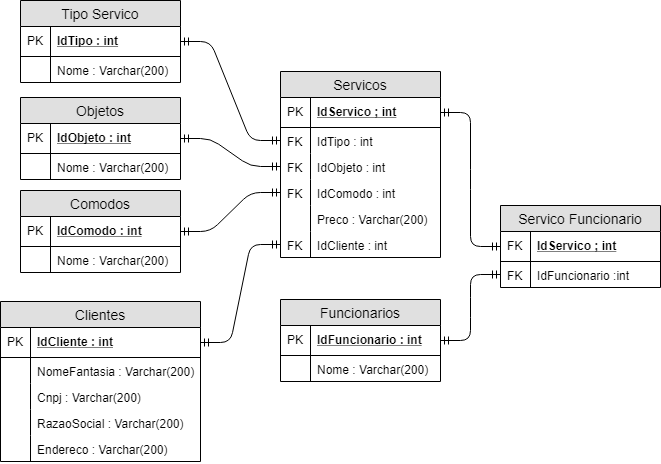 Tipo Servico
PK IdTipo : int
Nome : Varchar(200)
Objetos
PK IdObjeto : int
Nome : Varchar(200)
Comodos
PK IdComodo : int
Nome : Varchar(200)
Clientes
PK IdCliente : int
NomeFantasia : Varchar(200)
Cnpj : Varchar(200)
RazaoSocial : Varchar(200)
Endereco : Varchar(200)
Servicos
PK IdServico ; int
FK IdTipo : int
FK IdObjeto : int
FK IdComodo : int
Preco : Varchar(200)
FK IdCliente : int
Funcionarios
PK IdFuncionario : int
Nome : Varchar(200)
Servico Funcionario
FK IdServico ; int
FK IdFuncionario :int